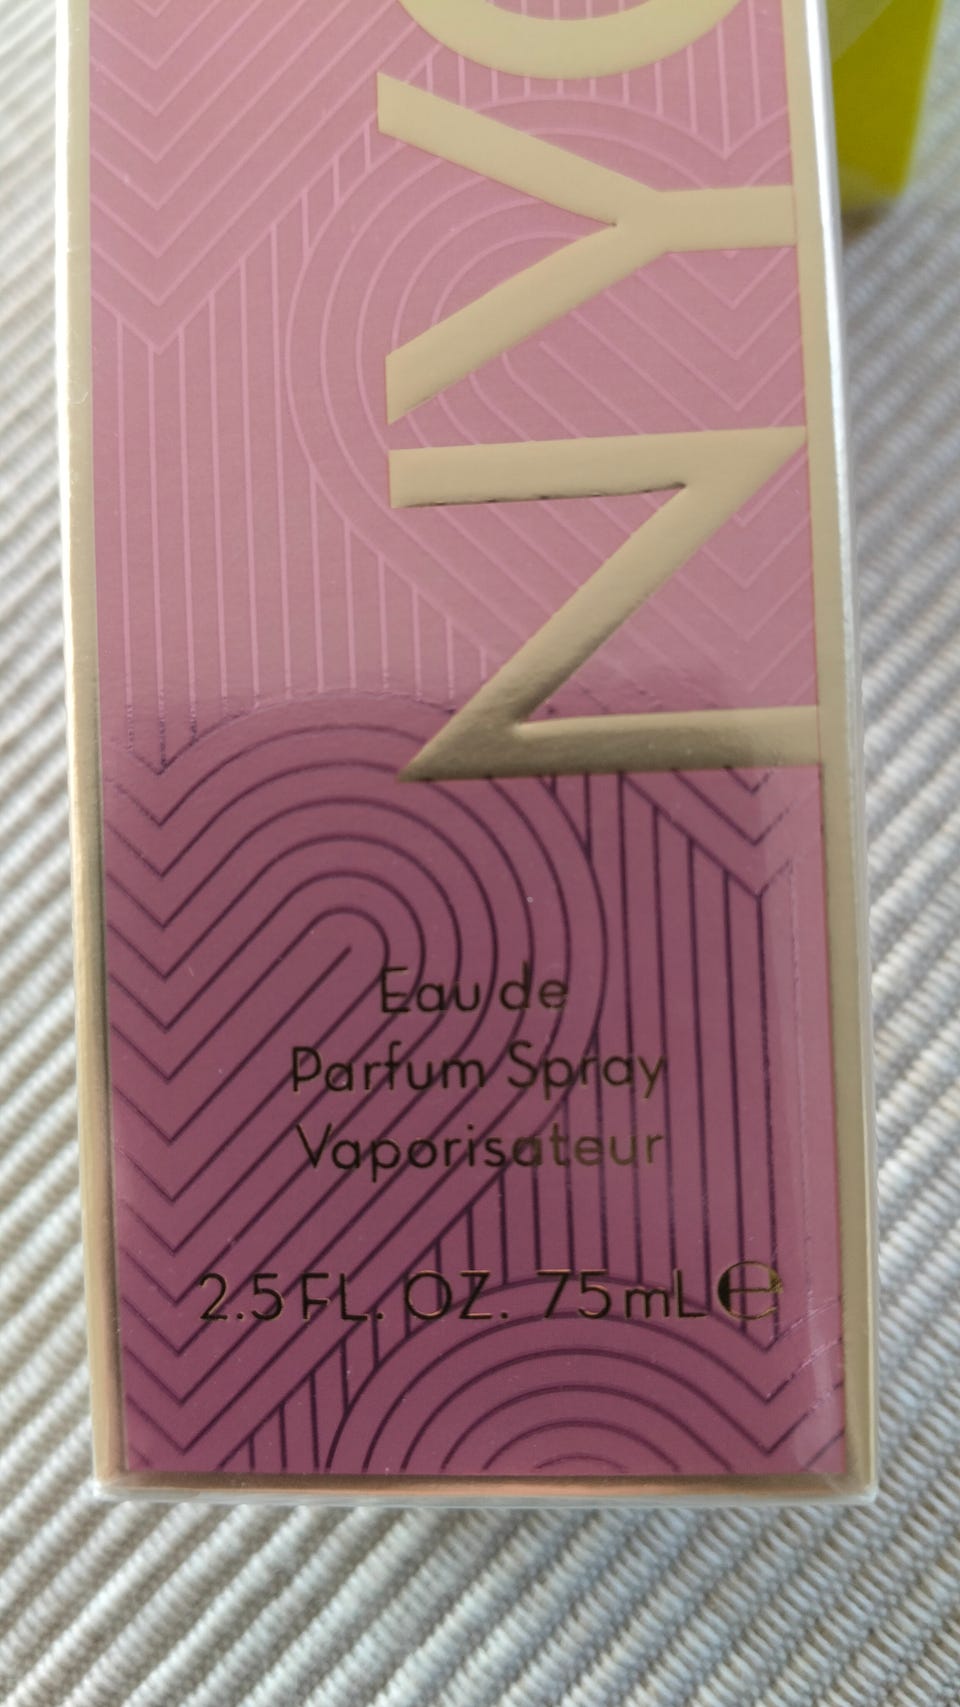 NY
Eau de
Parfum Spray
Vaporisateur
2.5 FL. OZ. 75 mL ℮